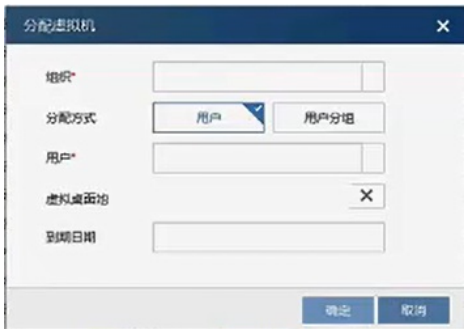 分配虚拟机
组织*
分配方式 用户 用户分组
用户*
虚拟桌面池
到期日期
确定 取消